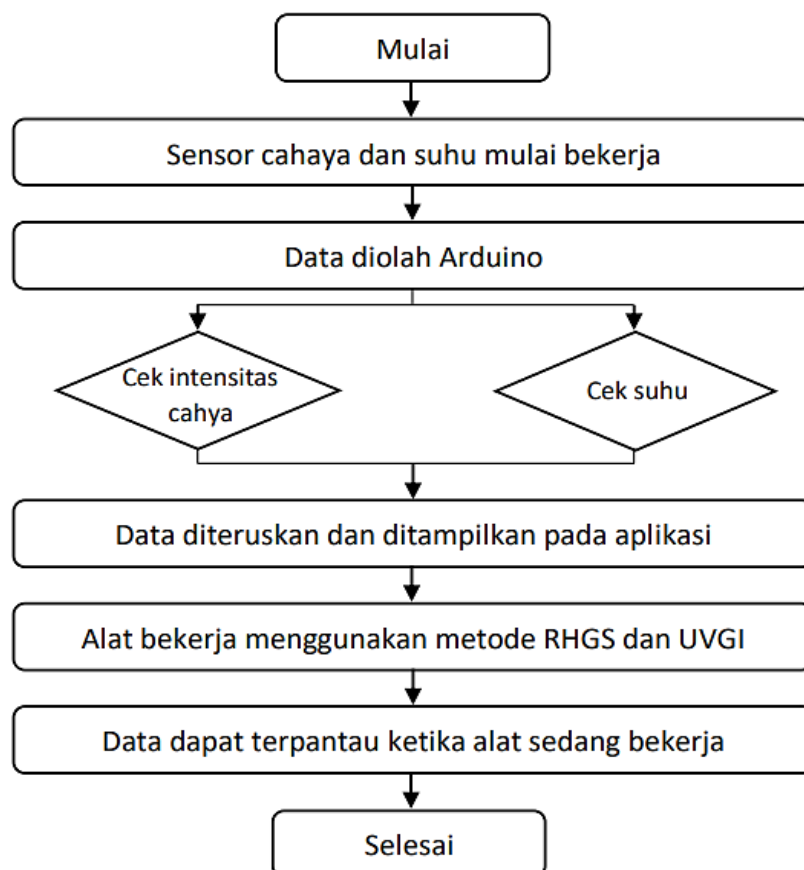 Mulai
Sensor cahaya dan suhu mulai bekerja
Data diolah Arduino
Cek intensitas
cahya
Cek suhu
Data diteruskan dan ditampilkan pada aplikasi
Alat bekerja menggunakan metode RHGS dan UVGI
Data dapat terpantau ketika alat sedang bekerja
Selesai